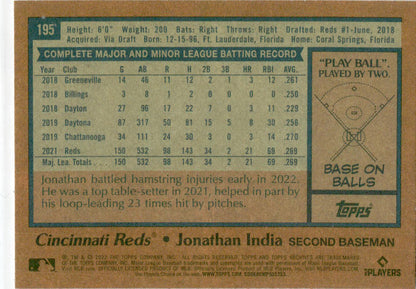 195
Height: 6'0" Weight: 200 Bats: Right Throws: Right Drafted: Reds #1-June, 2018
Acquired: Via Draft Born: 12-15-96, Ft. Lauderdale, Florida Home: Coral Springs, Florida
COMPLETE MAJOR AND MINOR LEAGUE BATTING RECORD
YEAR Club G AB R H 2B 3B HR RBI AVG.
2018 Greeneville 14 46 11 12 2 1 3 12 .261
2018 Billings 3 8 1 2 0 0 0 0 .250
2018 Dayton 27 96 17 22 7 0 3 11 .229
2019 Daytona 87 317 50 81 15 5 8 30 .256
2019 Chattanooga 34 111 24 30 3 0 3 14 .270
2021 Reds 150 532 98 143 34 2 21 69 .269
Maj. Lea. Totals 150 532 98 143 34 2 21 69 .269
Jonathan battled hamstring injuries early in 2022.
He was a top table-setter in 2021, helped in part by
his loop-leading 23 times hit by pitches.
"PLAY BALL".
PLAYED BY TWO.
BASE ON
BALLS
Topps
Cincinnati Reds® • Jonathan India SECOND BASEMAN
PLAYERS